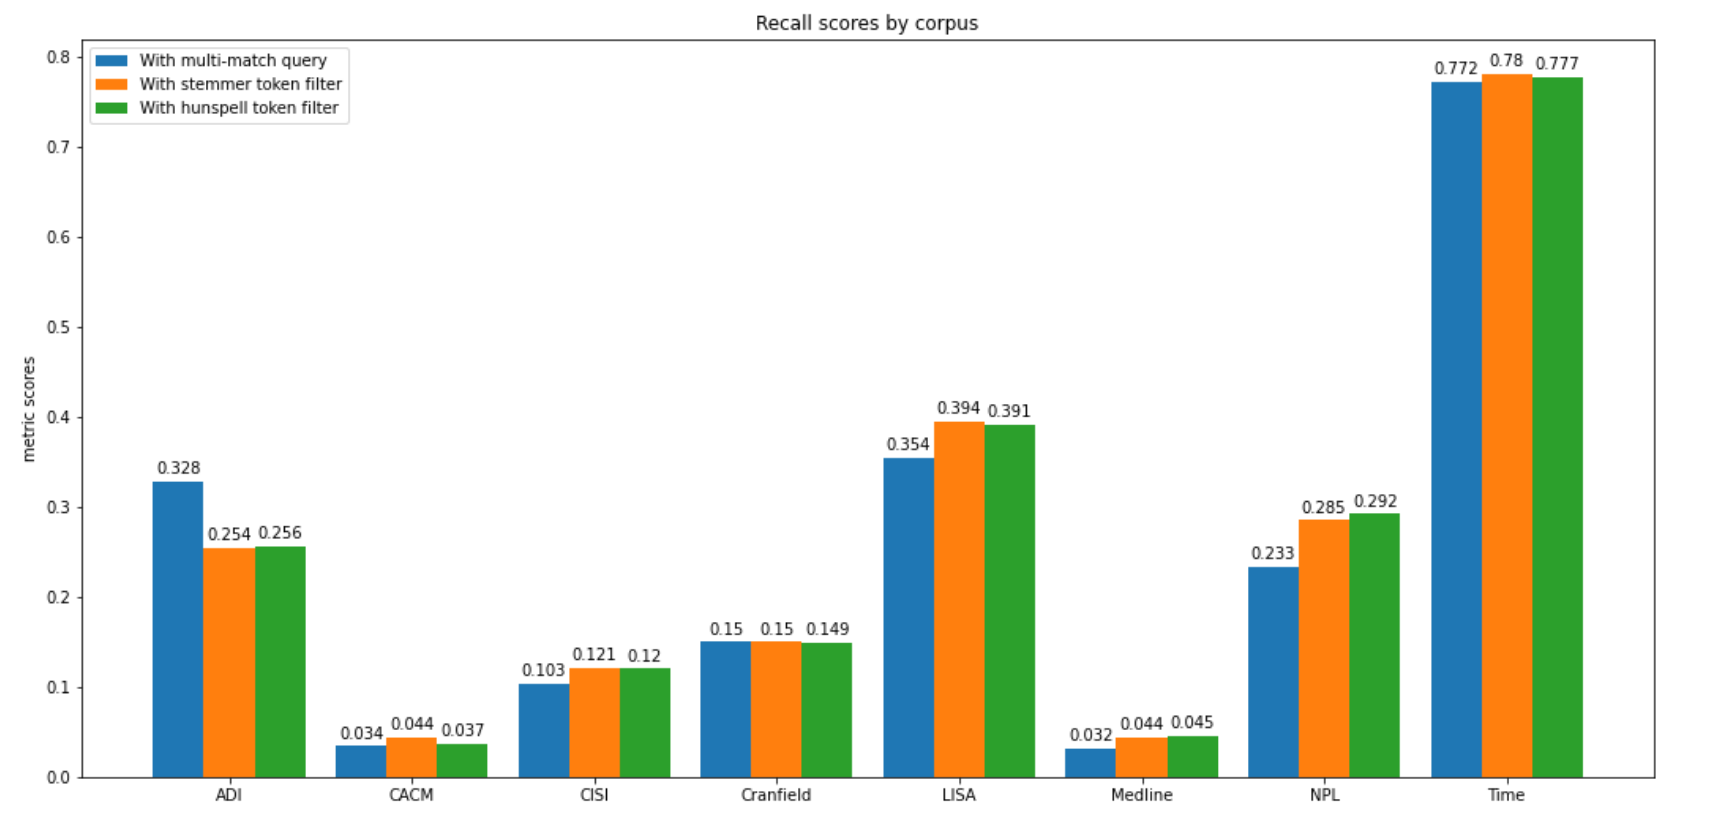 Recall scores by corpus
With multi-match query
With stemmer token filter
With hunspell token filter
metric scores
0.8
0.7
0.6
0.5
0.4
0.3
0.2
0.1
0.0
0.328
0.254
0.256
0.034
0.044
0.037
0.103
0.121
0.12
0.15
0.15
0.149
0.354
0.394
0.391
0.032
0.044
0.045
0.233
0.285
0.292
0.772
0.78
0.777
ADI
CACM
CISI
Cranfield
LISA
Medline
NPL
Time